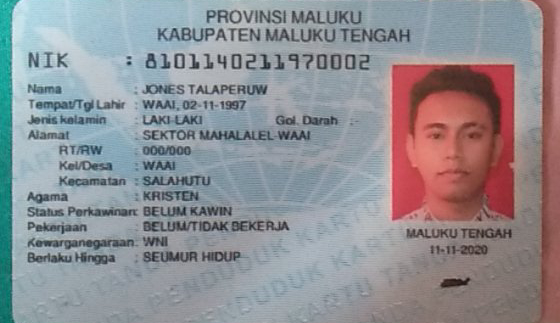 PROVINSI MALUKU
KABUPATEN MALUKU TENGAH
NIK : 8101140211970002
Nama : JONES TALAPERUW
Tempat/Tgl Lahir : WAAI, 02-11-1997
Jenis kelamin : LAKI-LAKI Gol. Darah :-
Alamat : SEKTOR MAHALALEL-WAAI
RT/RW : 000/000
Kel/Desa : WAAI
Kecamatan : SALAHUTU
Agama : KRISTEN
Status Perkawinan: BELUM KAWIN
Pekerjaan : BELUM/TIDAK BEKERJA
Kewarganegaraan: WNI
Berlaku Hingga : SEUMUR HIDUP
MALUKU TENGAH
11-11-2020